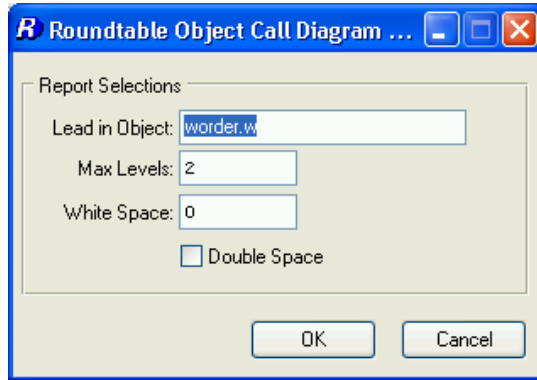 R Roundtable Object Call Diagram ...
Report Selections
Lead in Object: worder.w
Max Levels: 2
White Space: 0
Double Space
OK Cancel